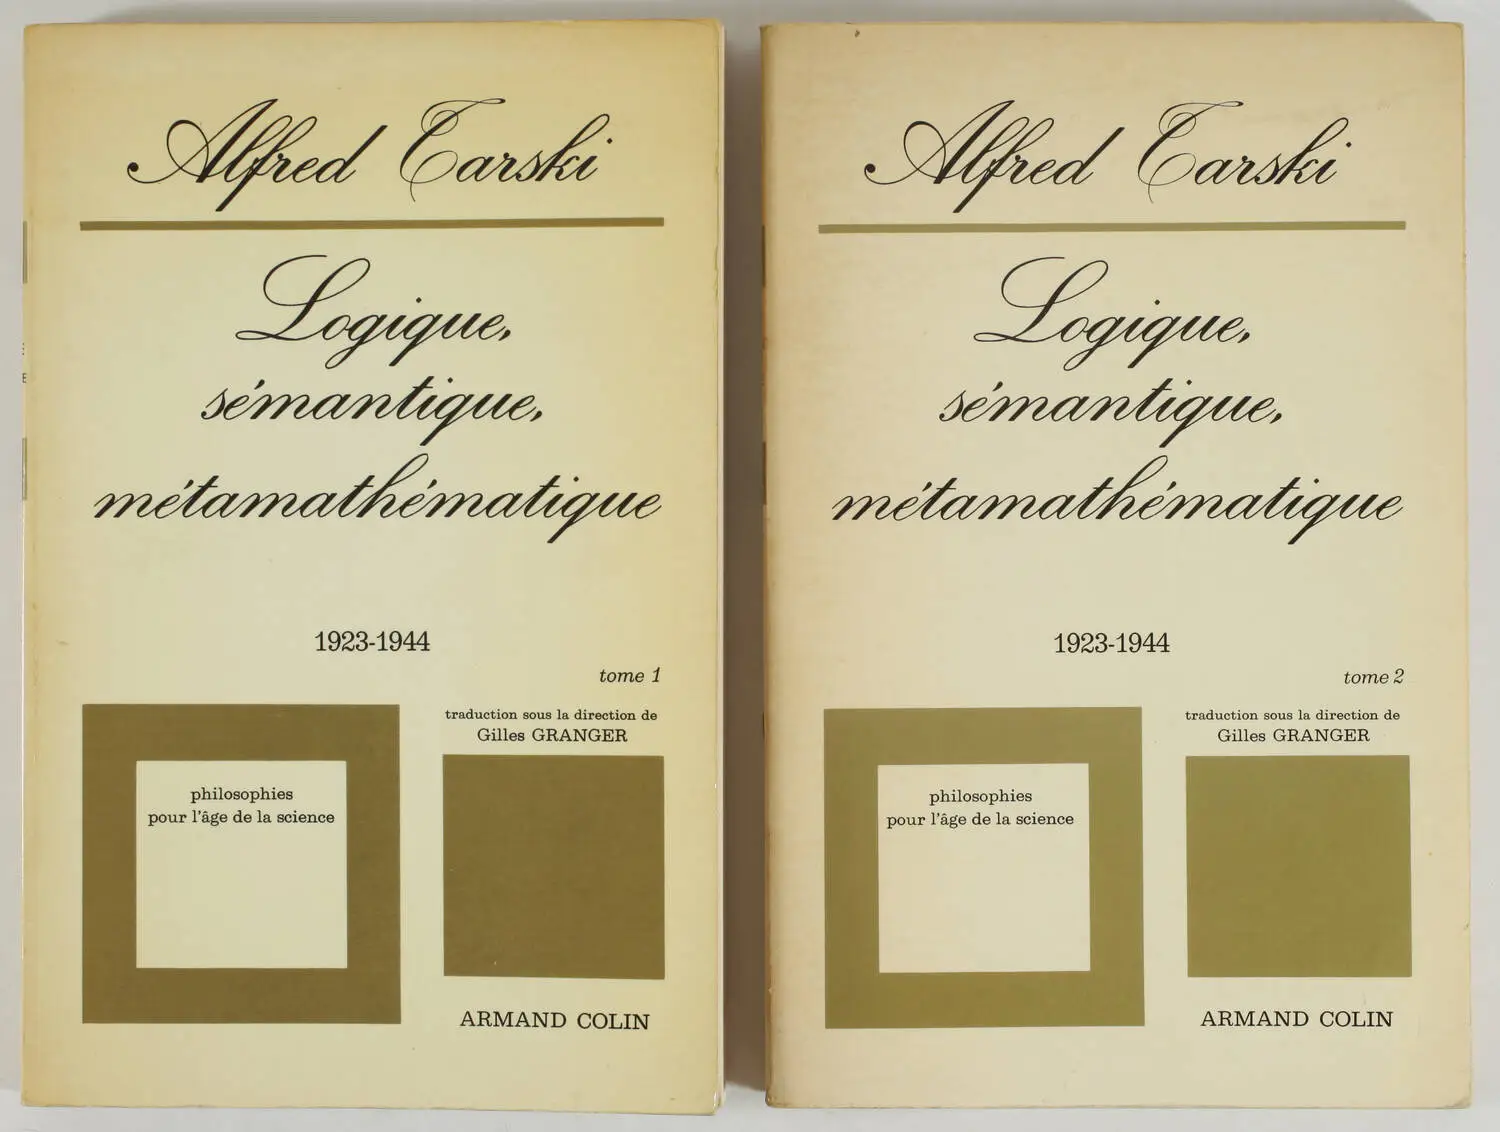 Alfred Tarski
Logique,
sémantique,
métamathématique
1923-1944
tome 1
traduction sous la direction de
Gilles GRANGER
philosophies
pour l'âge de la science
ARMAND COLIN
Alfred Tarski
Logique,
sémantique,
métamathématique
1923-1944
tome 2
traduction sous la direction de
Gilles GRANGER
philosophies
pour l'âge de la science
ARMAND COLIN